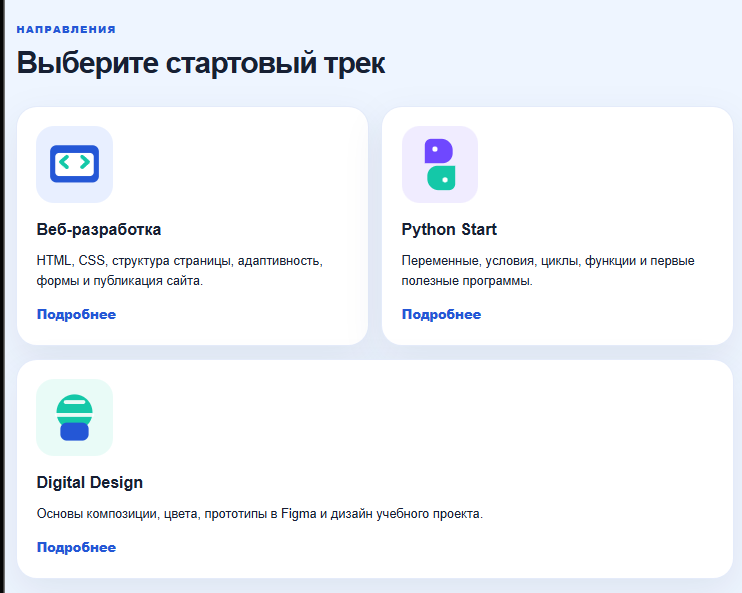 НАПРАВЛЕНИЯ
Выберите стартовый трек
Веб-разработка
HTML, CSS, структура страницы, адаптивность,
формы и публикация сайта.
Подробнее
Python Start
Переменные, условия, циклы, функции и первые
полезные программы.
Подробнее
Digital Design
Основы композиции, цвета, прототипы в Figma и дизайн учебного проекта.
Подробнее